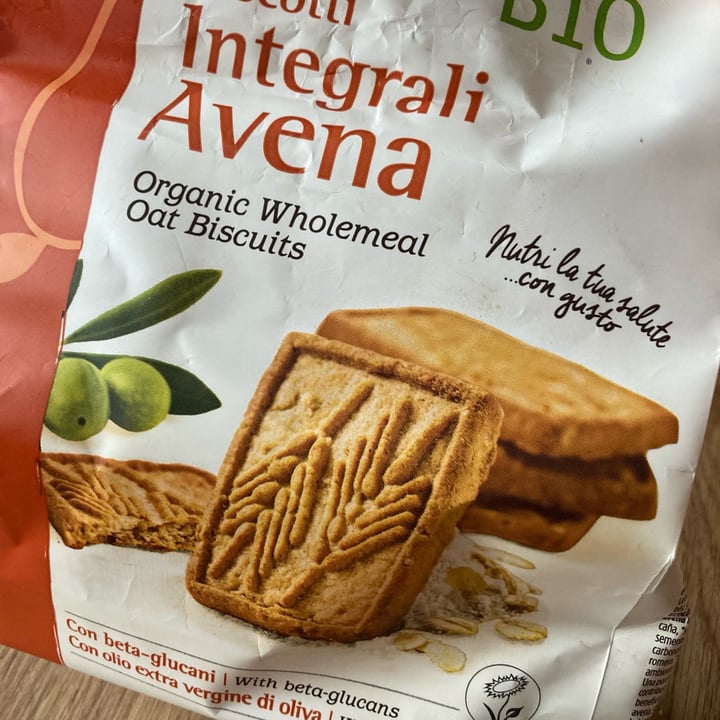 BIO
Integrali
Avena
Organic Wholemeal
Oat Biscuits
Nutri la tua salute
...con gusto
Con beta-glucani | With beta-glucans
Con olio extra vergine di oliva |
caña,